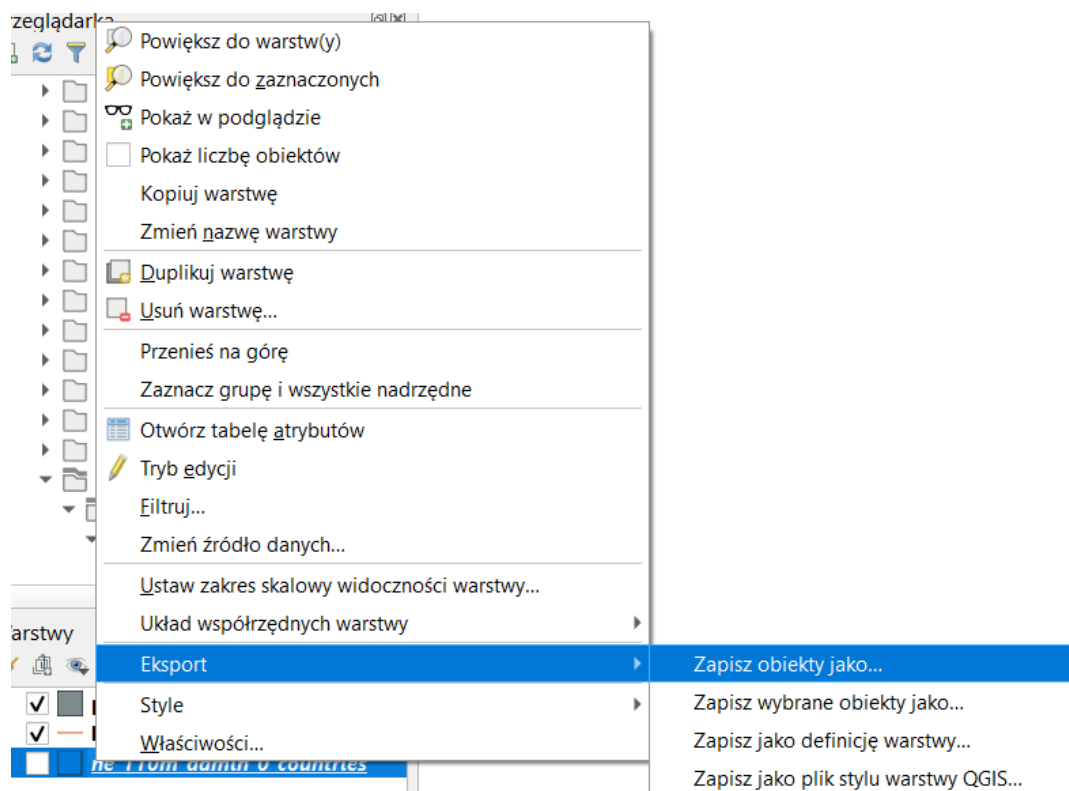 zeglądarka
Powiększ do warstw(y)
Powiększ do zaznaczonych
Pokaż w podglądzie
Pokaż liczbę obiektów
Kopiuj warstwę
Zmień nazwę warstwy
Duplikuj warstwę
Usuń warstwę...
Przenieś na górę
Zaznacz grupę i wszystkie nadrzędne
Otwórz tabelę atrybutów
Tryb edycji
Filtruj...
Zmień źródło danych...
Ustaw zakres skalowy widoczności warstwy...
Układ współrzędnych warstwy
arstwy
Eksport
Zapisz obiekty jako...
Style
Zapisz wybrane obiekty jako...
Właściwości...
Zapisz jako definicję warstwy...
ne_110m_admin_0_countries
Zapisz jako plik stylu warstwy QGIS...